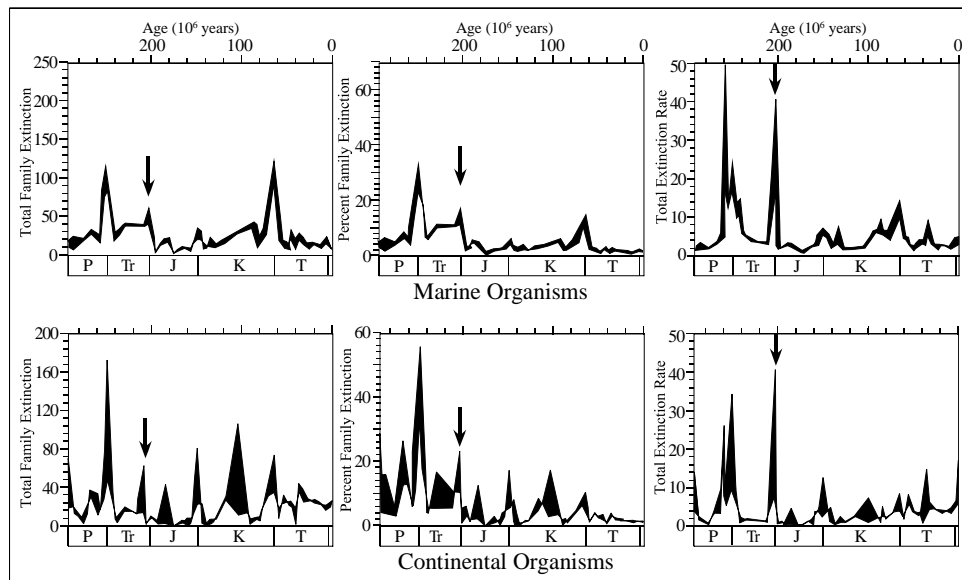 Age (10⁶ years) Age (10⁶ years) Age (10⁶ years)
200 100 0 200 100 0 200 100 0
Total Family Extinction
250
200
150
100
50
0
P Tr J K T
Percent Family Extinction
60
40
20
0
P Tr J K T
Total Extinction Rate
50
40
30
20
10
0
P Tr J K T
Marine Organisms
Total Family Extinction
200
160
120
80
40
0
P Tr J K T
Percent Family Extinction
60
40
20
0
P Tr J K T
Total Extinction Rate
50
40
30
20
10
0
P Tr J K T
Continental Organisms